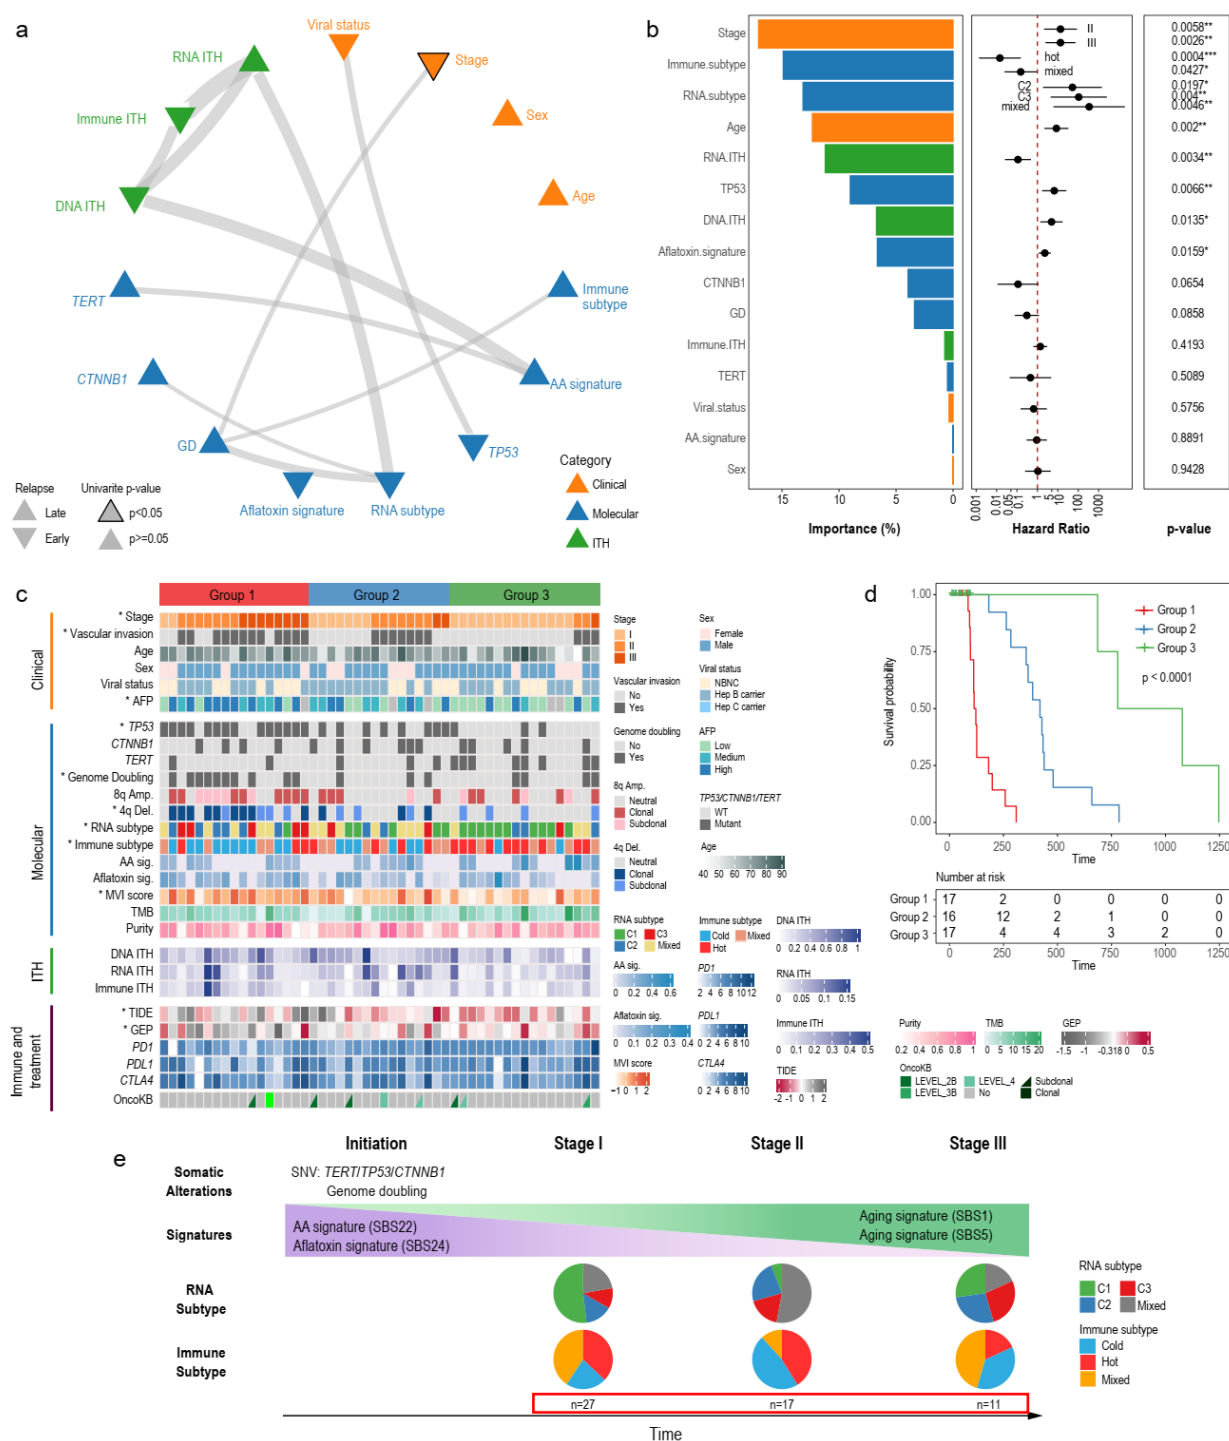 a
Viral status
RNA ITH
Stage
Immune ITH
Sex
DNA ITH
Age
TERT
Immune
subtype
CTNNB1
AA signature
GD
TP53
Aflatoxin signature
RNA subtype
Relapse
Late
Early
Univarite p-value
p<0.05
p>=0.05
Category
Clinical
Molecular
ITH
b
Stage
Immune.subtype
RNA.subtype
Age
RNA.ITH
TP53
DNA.ITH
Aflatoxin.signature
CTNNB1
GD
Immune.ITH
TERT
Viral.status
AA.signature
Sex
15 10 5 0
Importance (%)
II
III
hot
mixed
C2
C3
mixed
0.001 0.01 0.05 0.1 1 5 10 100 1000
Hazard Ratio
0.0058**
0.0026**
0.0004***
0.0427*
0.0197*
0.004**
0.0046**
0.002**
0.0034**
0.0066**
0.0135*
0.0159*
0.0654
0.0858
0.4193
0.5089
0.5756
0.8891
0.9428
p-value
c
Group 1 Group 2 Group 3
Clinical
* Stage
* Vascular invasion
Age
Sex
Viral status
* AFP
Molecular
* TP53
CTNNB1
TERT
* Genome Doubling
8q Amp.
* 4q Del.
* RNA subtype
* Immune subtype
AA sig.
Aflatoxin sig.
* MVI score
TMB
Purity
ITH
DNA ITH
RNA ITH
Immune ITH
Immune and
treatment
* TIDE
* GEP
PD1
PDL1
CTLA4
OncoKB
Stage
I
II
III
Vascular invasion
No
Yes
Genome doubling
No
Yes
8q Amp.
Neutral
Clonal
Subclonal
4q Del.
Neutral
Clonal
Subclonal
RNA subtype
C1 C3
C2 Mixed
AA sig.
0 0.2 0.4 0.6
Aflatoxin sig.
0 0.1 0.2 0.3 0.4
MVI score
−1 0 1 2
Sex
Female
Male
Viral status
NBNC
Hep B carrier
Hep C carrier
AFP
Low
Medium
High
TP53/CTNNB1/TERT
WT
Mutant
Age
40 50 60 70 80 90
Immune subtype
Cold Mixed
Hot
PD1
2 4 6 8 10 12
PDL1
0 2 4 6 8 10
CTLA4
0 2 4 6 8 10
DNA ITH
0 0.2 0.4 0.6 0.8 1
RNA ITH
0 0.05 0.1 0.15
Immune ITH
0 0.1 0.2 0.3 0.4 0.5
TIDE
-2 -1 0 1 2 3
Purity
0.2 0.4 0.6 0.8 1
TMB
0 5 10 15 20
GEP
-1.5 -1 -0.318 0 0.5
OncoKB
LEVEL_2B LEVEL_4 Subclonal
LEVEL_3B No Clonal
d
Survival probability
1.00
0.75
0.50
0.25
0.00
Group 1
Group 2
Group 3
p < 0.0001
0 250 500 750 1000 1250
Time
Number at risk
Group 1 17 2 0 0 0 0
Group 2 16 12 2 1 0 0
Group 3 17 4 4 3 2 0
0 250 500 750 1000 1250
Time
e
Initiation Stage I Stage II Stage III
Somatic
Alterations
SNV: TERT/TP53/CTNNB1
Genome doubling
Signatures
AA signature (SBS22)
Aflatoxin signature (SBS24)
Aging signature (SBS1)
Aging signature (SBS5)
RNA
Subtype
RNA subtype
C1 C3
C2 Mixed
Immune
Subtype
Immune subtype
Cold
Hot
Mixed
n=27 n=17 n=11
Time